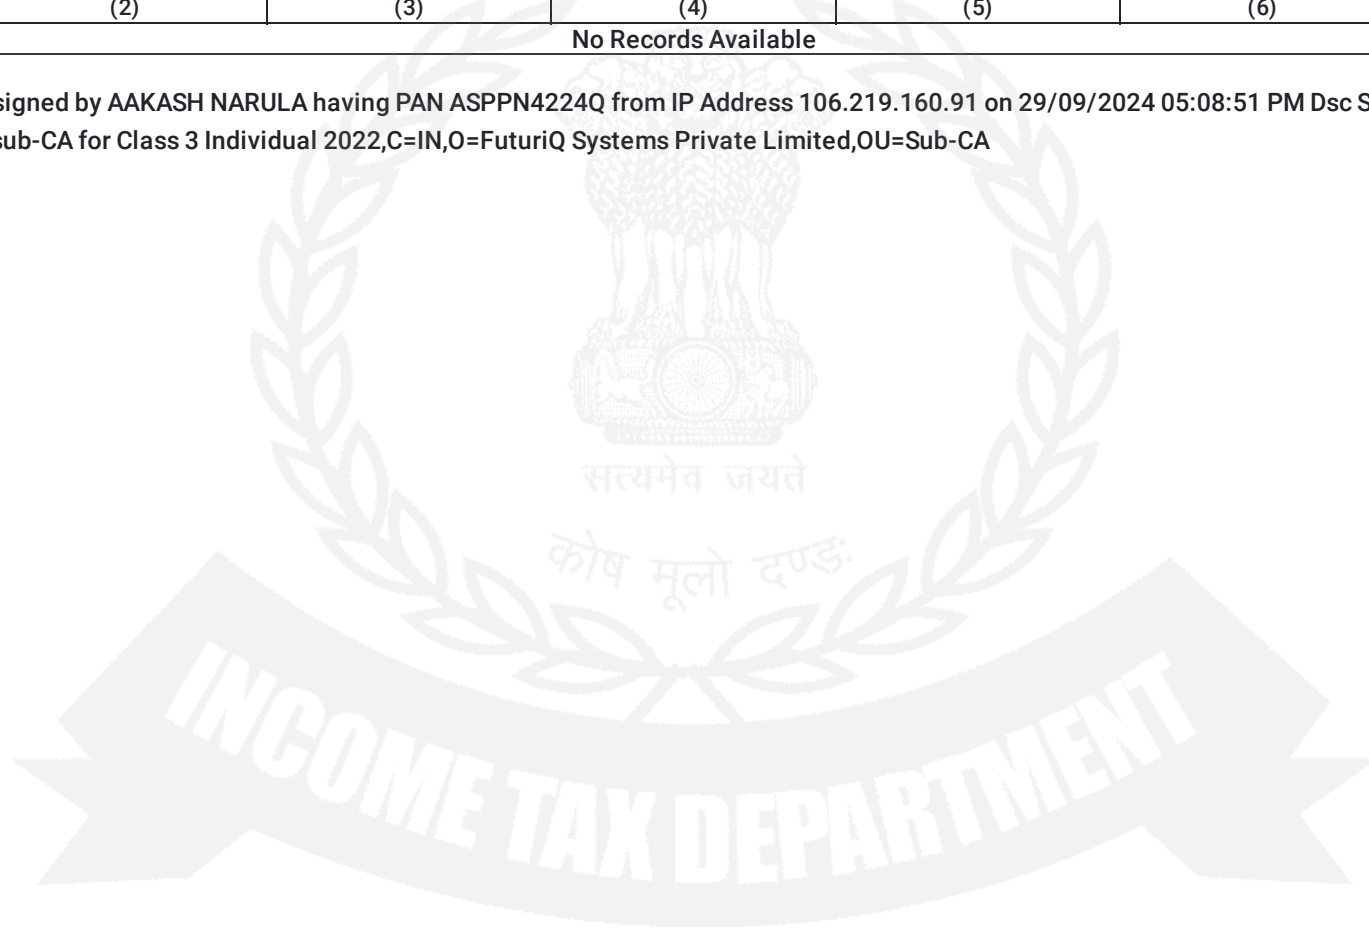 (2) (3) (4) (5) (6)
No Records Available
signed by AAKASH NARULA having PAN ASPPN4224Q from IP Address 106.219.160.91 on 29/09/2024 05:08:51 PM Dsc S
sub-CA for Class 3 Individual 2022,C=IN,O=FuturiQ Systems Private Limited,OU=Sub-CA
सत्यमेव जयते
कोष मूलो दण्डः
INCOME TAX DEPARTMENT